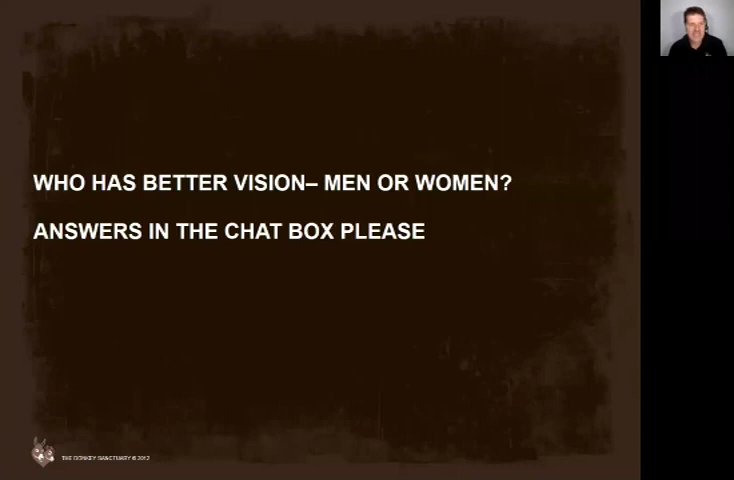 WHO HAS BETTER VISION– MEN OR WOMEN?
ANSWERS IN THE CHAT BOX PLEASE
THE DONKEY SANCTUARY © 2012